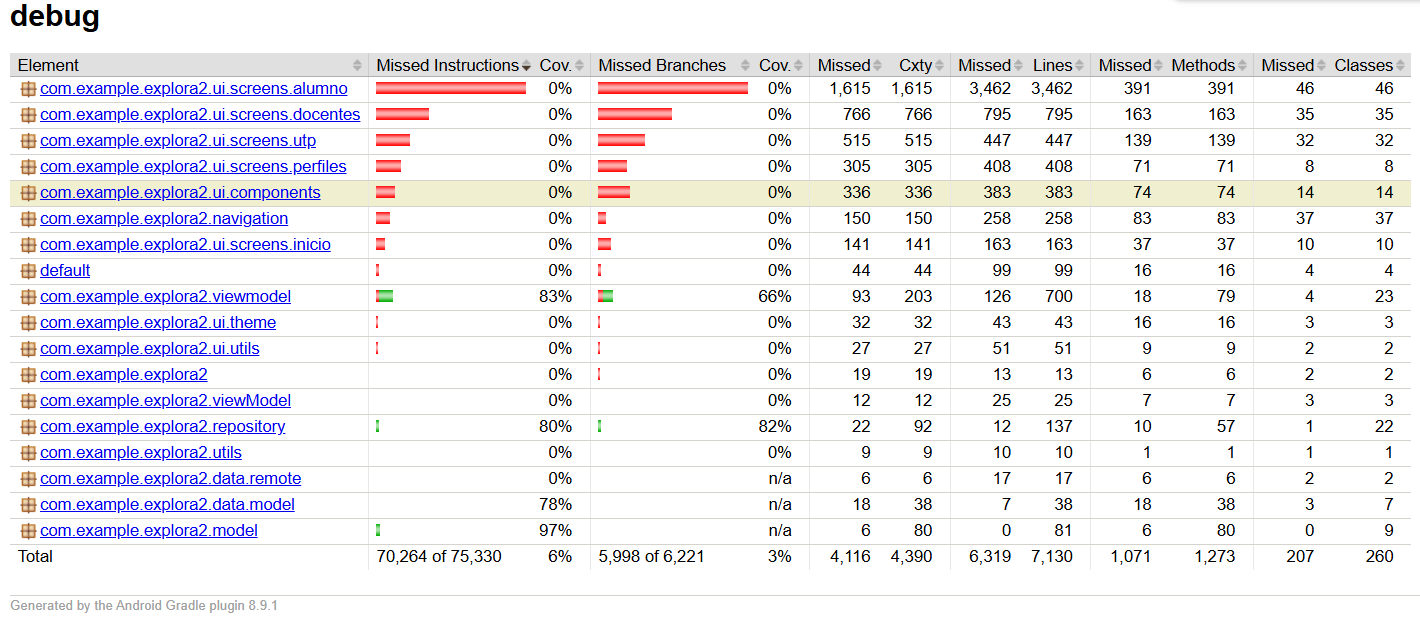 debug
Element Missed Instructions Cov. Missed Branches Cov. Missed Cxty Missed Lines Missed Methods Missed Classes
com.example.explora2.ui.screens.alumno 0% 0% 1,615 1,615 3,462 3,462 391 391 46 46
com.example.explora2.ui.screens.docentes 0% 0% 766 766 795 795 163 163 35 35
com.example.explora2.ui.screens.utp 0% 0% 515 515 447 447 139 139 32 32
com.example.explora2.ui.screens.perfiles 0% 0% 305 305 408 408 71 71 8 8
com.example.explora2.ui.components 0% 0% 336 336 383 383 74 74 14 14
com.example.explora2.navigation 0% 0% 150 150 258 258 83 83 37 37
com.example.explora2.ui.screens.inicio 0% 0% 141 141 163 163 37 37 10 10
default 0% 0% 44 44 99 99 16 16 4 4
com.example.explora2.viewmodel 83% 66% 93 203 126 700 18 79 4 23
com.example.explora2.ui.theme 0% 0% 32 32 43 43 16 16 3 3
com.example.explora2.ui.utils 0% 0% 27 27 51 51 9 9 2 2
com.example.explora2 0% 0% 19 19 13 13 6 6 2 2
com.example.explora2.viewModel 0% 0% 12 12 25 25 7 7 3 3
com.example.explora2.repository 80% 82% 22 92 12 137 10 57 1 22
com.example.explora2.utils 0% 0% 9 9 10 10 1 1 1 1
com.example.explora2.data.remote 0% n/a 6 6 17 17 6 6 2 2
com.example.explora2.data.model 78% n/a 18 38 7 38 18 38 3 7
com.example.explora2.model 97% n/a 6 80 0 81 6 80 0 9
Total 70,264 of 75,330 6% 5,998 of 6,221 3% 4,116 4,390 6,319 7,130 1,071 1,273 207 260
Generated by the Android Gradle plugin 8.9.1